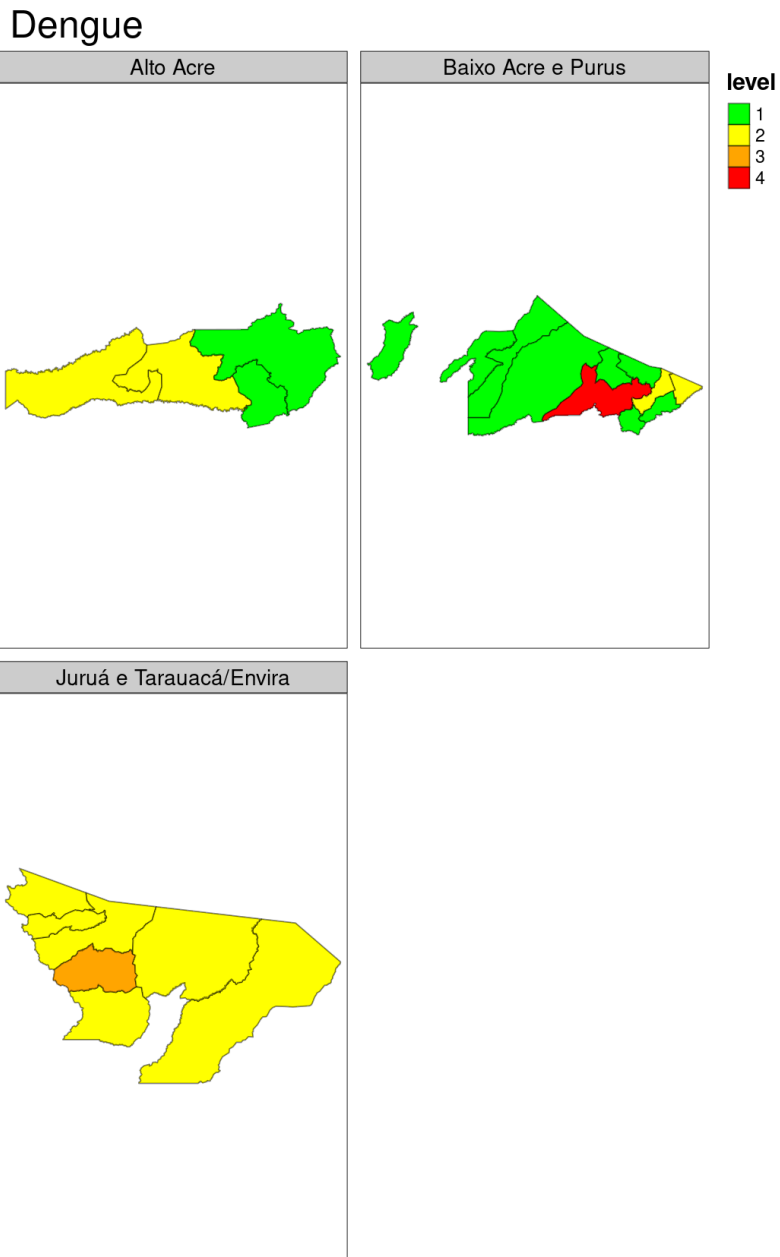 Dengue
Alto Acre
Baixo Acre e Purus
level
1
2
3
4
Juruá e Tarauacá/Envira